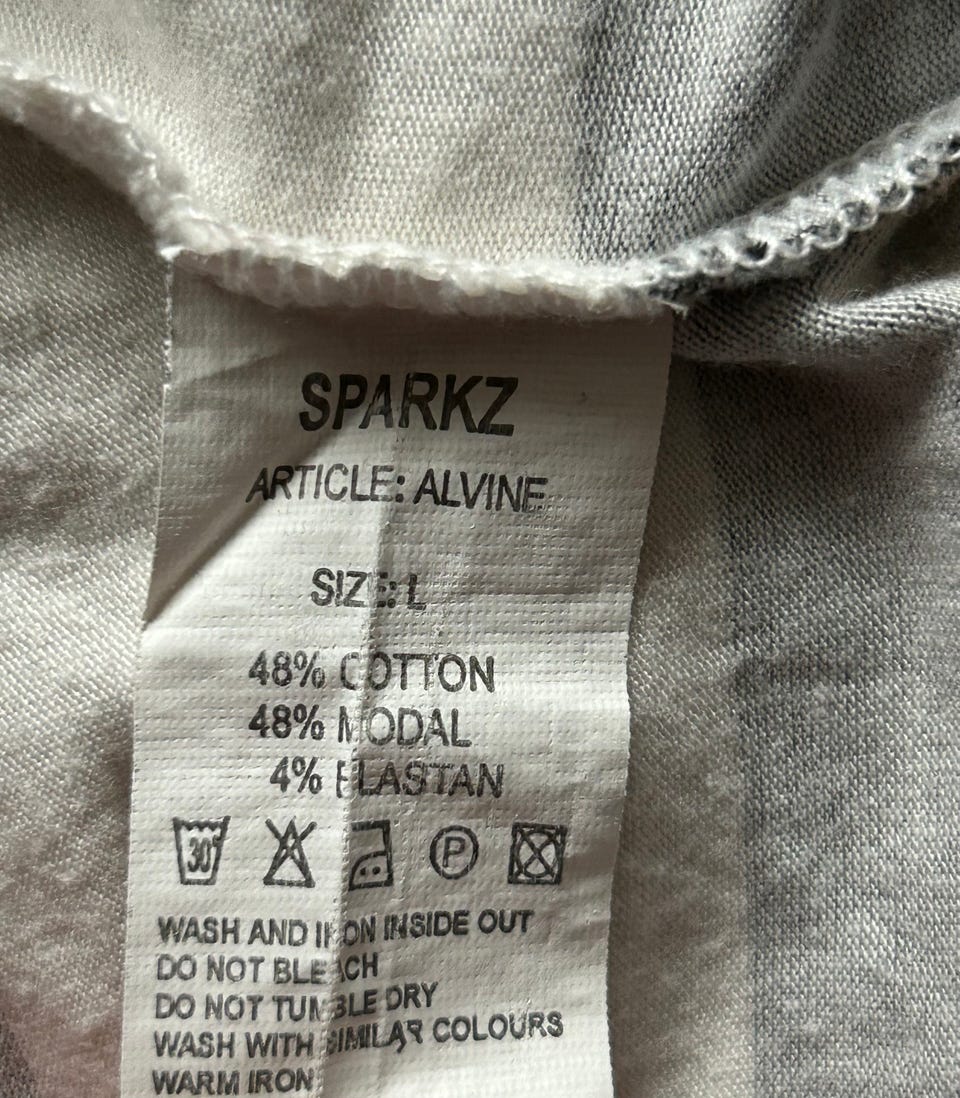 SPARKZ
ARTICLE: ALVINE
SIZE: L
48% COTTON
48% MODAL
4% ELASTAN
30° P
WASH AND IRON INSIDE OUT
DO NOT BLEACH
DO NOT TUMBLE DRY
WASH WITH SIMILAR COLOURS
WARM IRON